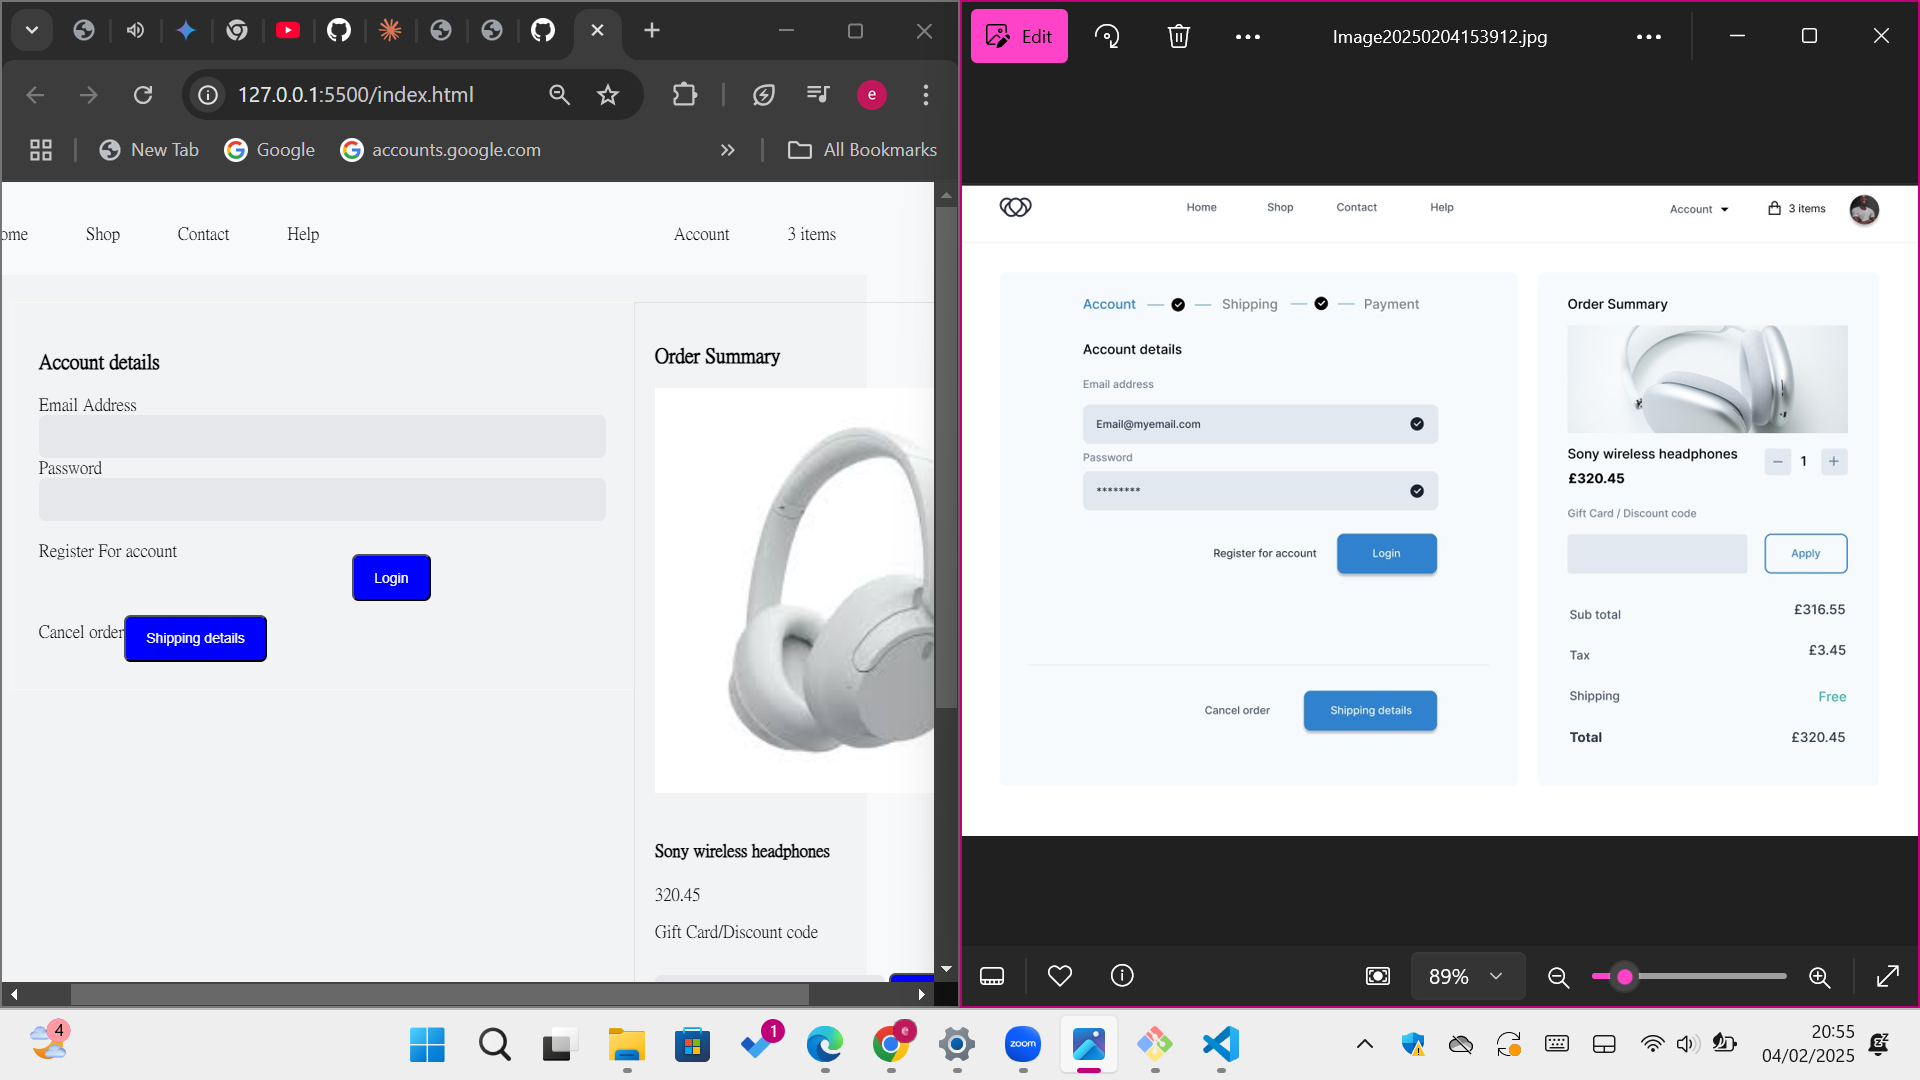 127.0.0.1:5500/index.html
e
New Tab
Google
accounts.google.com
All Bookmarks
ome
Shop
Contact
Help
Account
3 items
Account details
Email Address
Password
Register For account
Login
Cancel order
Shipping details
Order Summary
Sony wireless headphones
320.45
Gift Card/Discount code
Edit
Image20250204153912.jpg
Home
Shop
Contact
Help
Account
3 items
Account
Shipping
Payment
Account details
Email address
Email@myemail.com
Password
********
Register for account
Login
Cancel order
Shipping details
Order Summary
Sony wireless headphones
1
£320.45
Gift Card / Discount code
Apply
Sub total
£316.55
Tax
£3.45
Shipping
Free
Total
£320.45
89%
4
1
e
zoom
20:55
04/02/2025